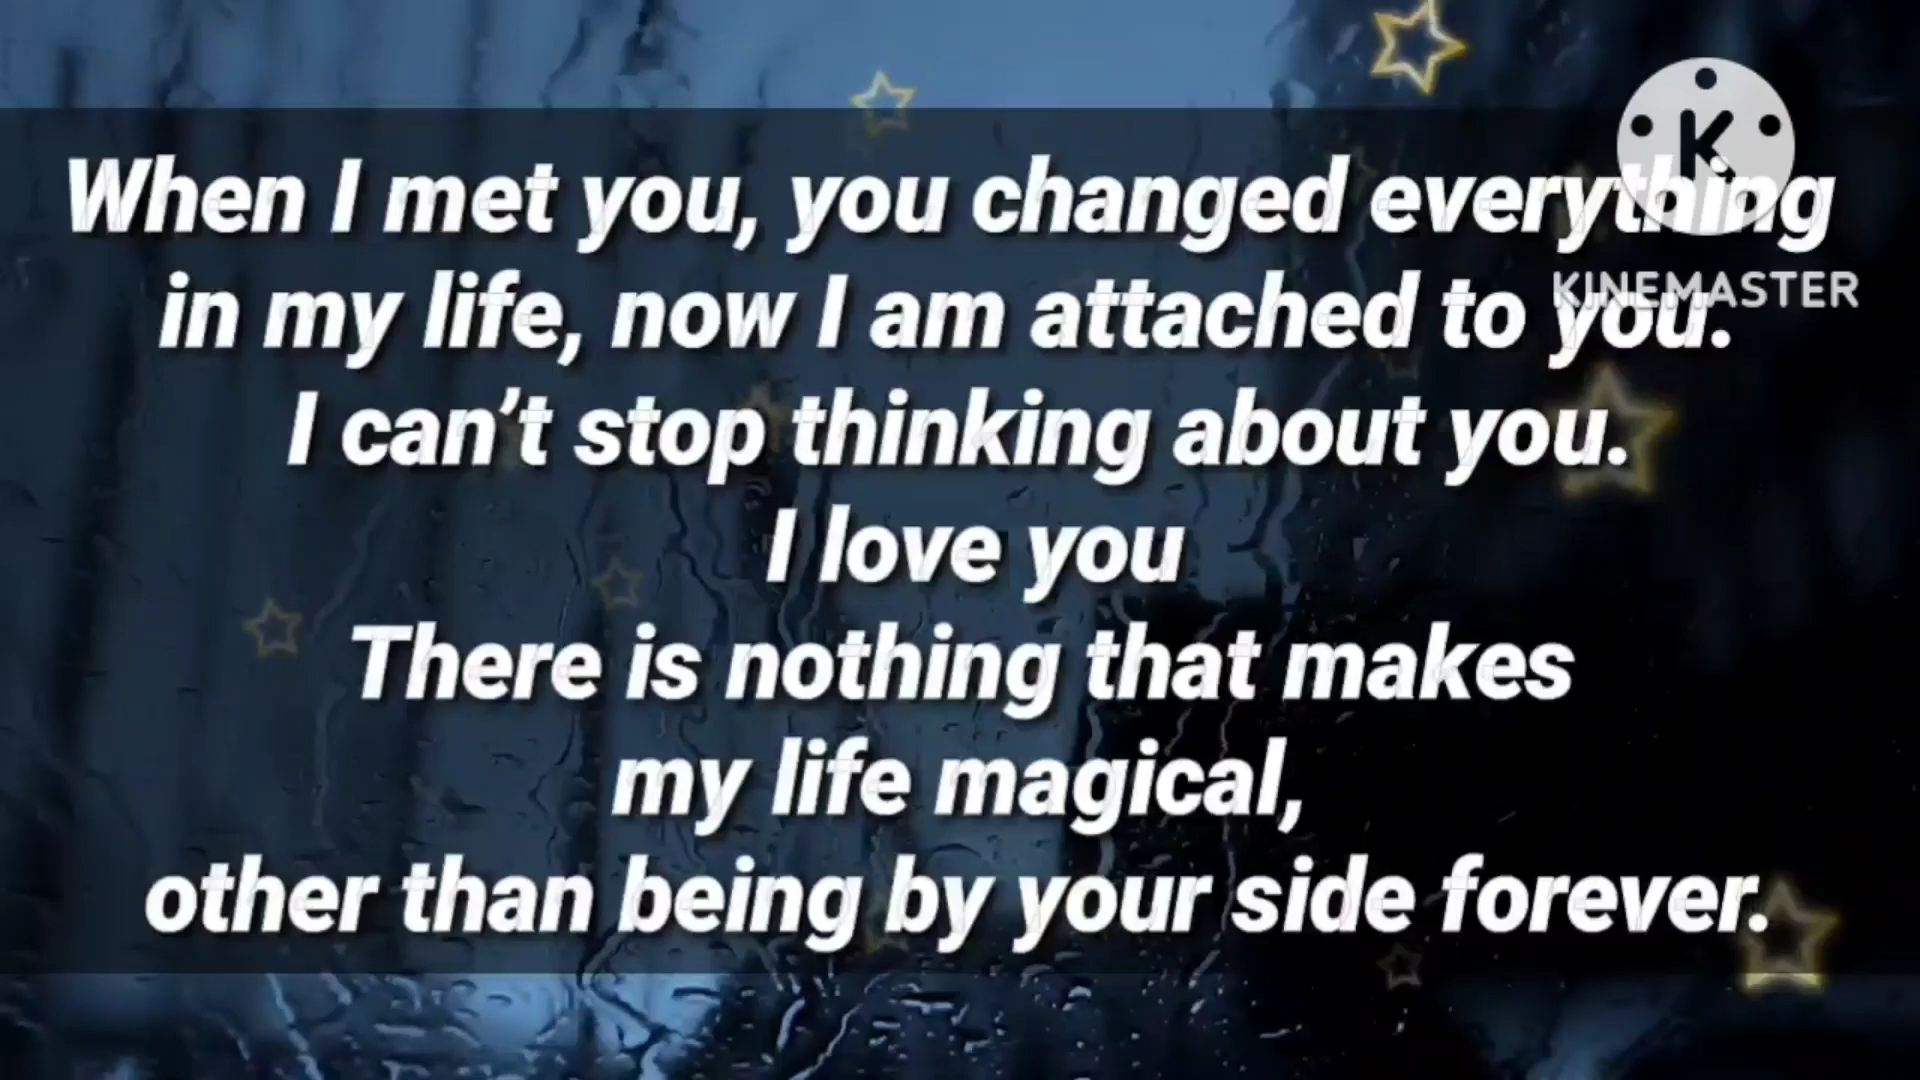 When I met you, you changed everything
in my life, now I am attached to you.
I can’t stop thinking about you.
I love you
There is nothing that makes
my life magical,
other than being by your side forever.
K
KINEMASTER